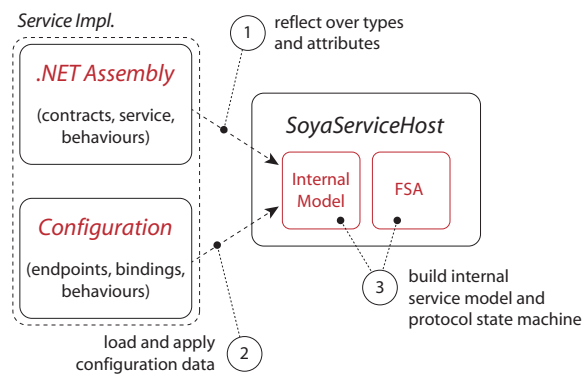 Service Impl.
.NET Assembly
(contracts, service,
behaviours)
Configuration
(endpoints, bindings,
behaviours)
1
reflect over types
and attributes
SoyaServiceHost
Internal
Model
FSA
3
build internal
service model and
protocol state machine
load and apply
configuration data
2